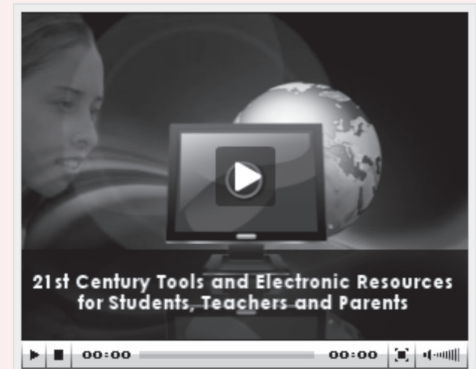 21st Century Tools and Electronic Resources
for Students, Teachers and Parents
00:00 00:00